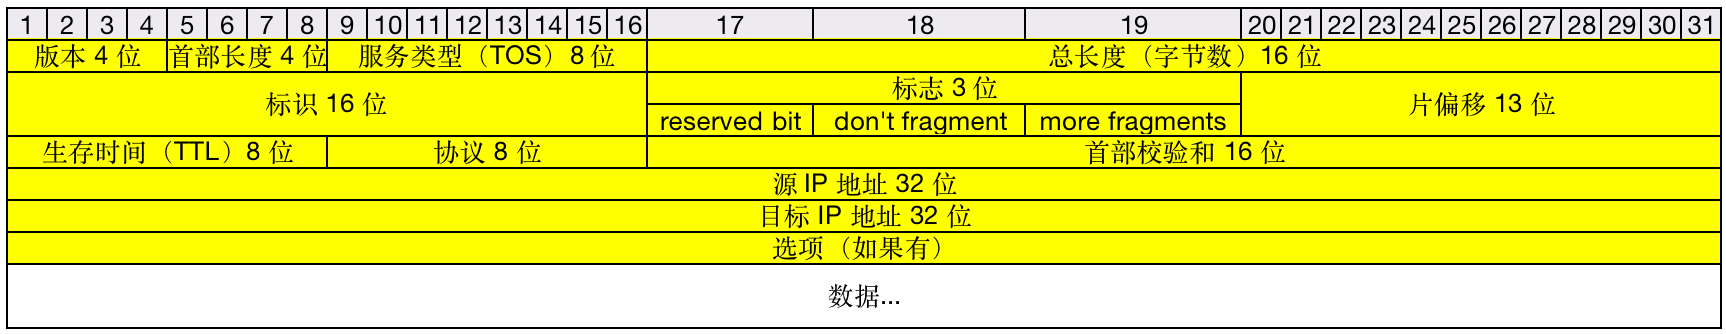 1 2 3 4 5 6 7 8 9 10 11 12 13 14 15 16 17 18 19 20 21 22 23 24 25 26 27 28 29 30 31
版本 4 位 首部长度 4 位 服务类型（TOS）8 位 总长度（字节数）16 位
标识 16 位 标志 3 位 片偏移 13 位
reserved bit don't fragment more fragments
生存时间（TTL）8 位 协议 8 位 首部校验和 16 位
源 IP 地址 32 位
目标 IP 地址 32 位
选项（如果有）
数据...